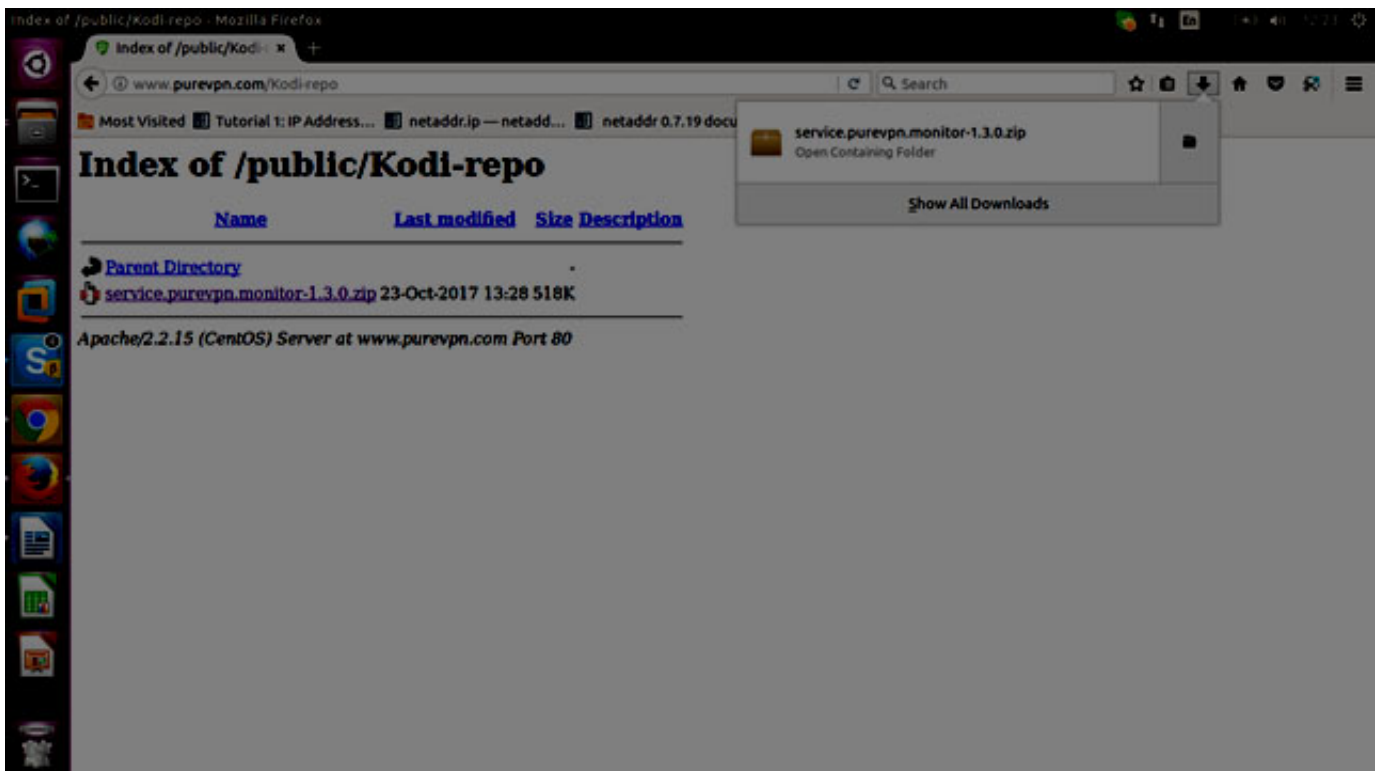 Index of /public/Kodi-repo - Mozilla Firefox
En
12:23
Index of /public/Kodi-r
www.purevpn.com/Kodi-repo
Search
Most Visited
Tutorial 1: IP Address...
netaddr.ip — netadd...
netaddr 0.7.19 docu
service.purevpn.monitor-1.3.0.zip
Open Containing Folder
Show All Downloads
Index of /public/Kodi-repo
Name Last modified Size Description
Parent Directory -
service.purevpn.monitor-1.3.0.zip 23-Oct-2017 13:28 518K
Apache/2.2.15 (CentOS) Server at www.purevpn.com Port 80